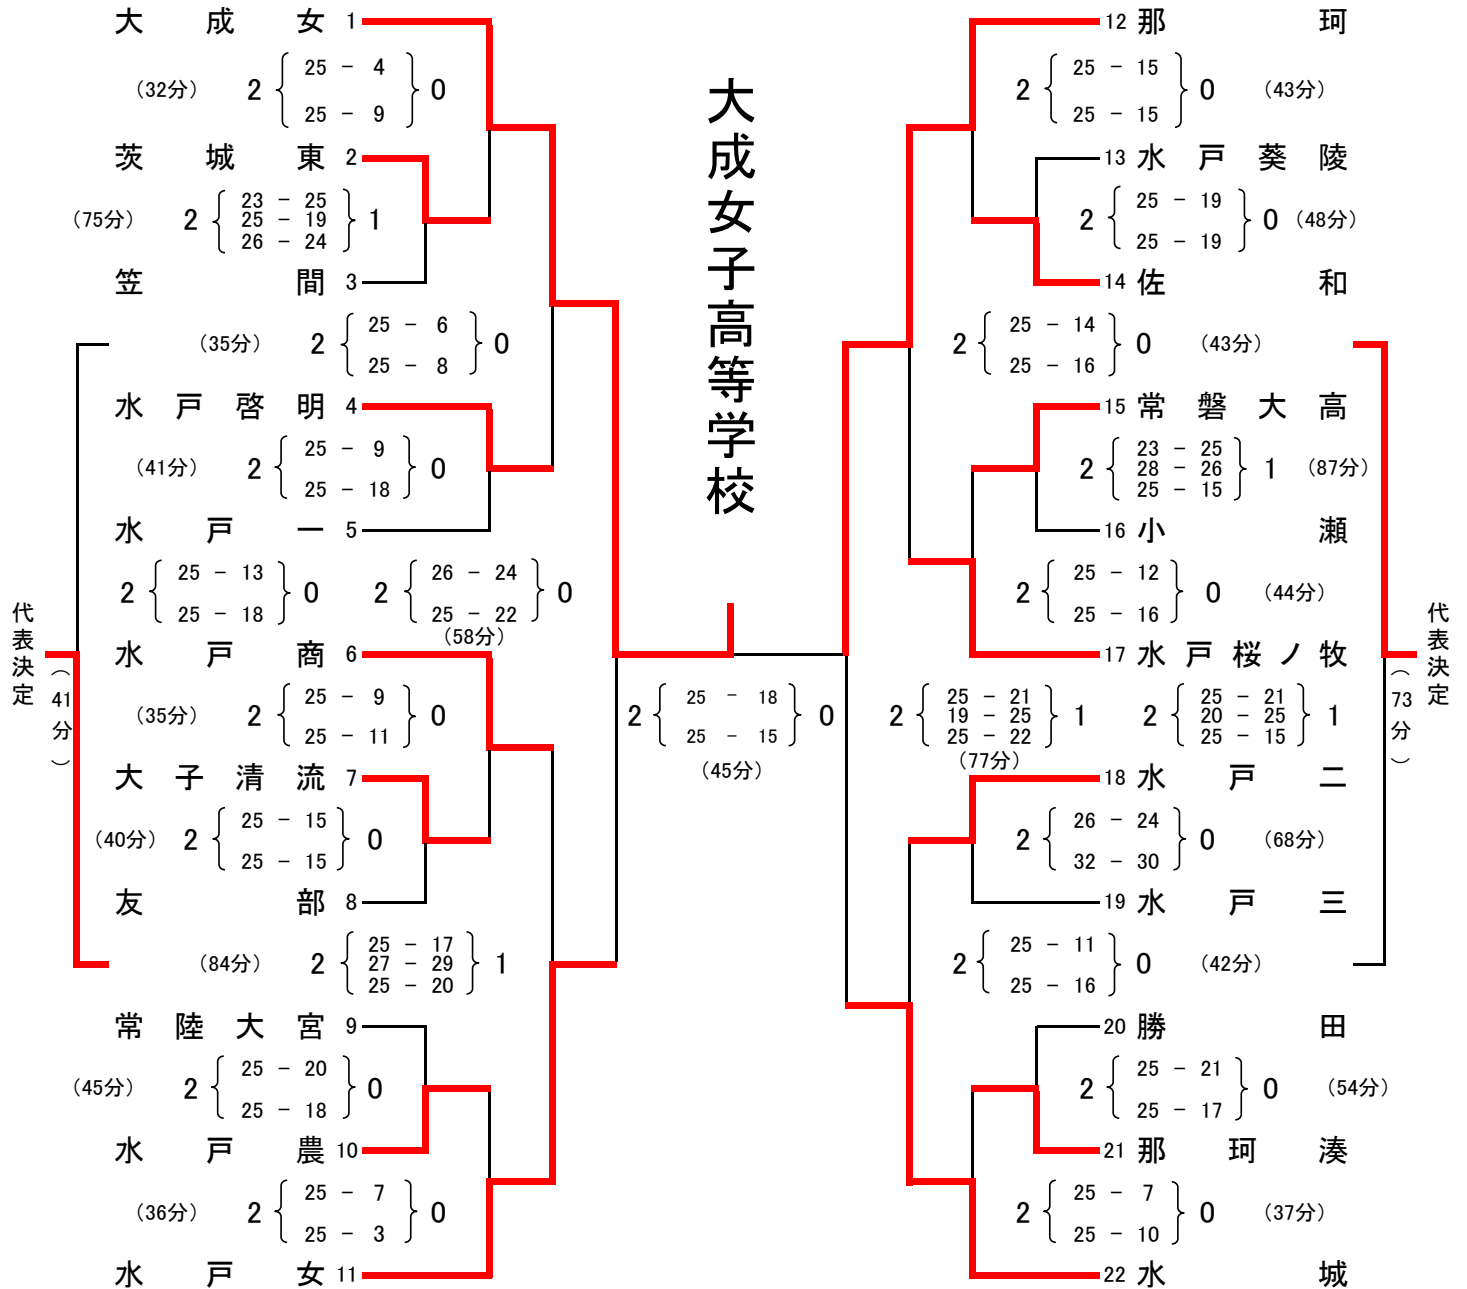 大成女 1
（32分） 2 25 － 4 0
25 － 9
茨城東 2
（75分） 2 23 － 25 1
25 － 19
26 － 24
笠間 3
（35分） 2 25 － 6 0
25 － 8
水戸啓明 4
（41分） 2 25 － 9 0
25 － 18
水戸一 5
2 25 － 13 0
25 － 18
2 26 － 24 0
25 － 22
（58分）
代表決定
（41分）
水戸商 6
（35分） 2 25 － 9 0
25 － 11
大子清流 7
（40分） 2 25 － 15 0
25 － 15
友部 8
（84分） 2 25 － 17 1
27 － 29
25 － 20
常陸大宮 9
（45分） 2 25 － 20 0
25 － 18
水戸農 10
（36分） 2 25 － 7 0
25 － 3
水戸女 11
大成女子高等学校
2 25 － 18 0
25 － 15
（45分）
12 那珂
2 25 － 15 0 （43分）
25 － 15
13 水戸葵陵
2 25 － 19 0 （48分）
25 － 19
14 佐和
2 25 － 14 0 （43分）
25 － 16
15 常磐大高
2 23 － 25 1 （87分）
28 － 26
25 － 15
16 小瀬
2 25 － 12 0 （44分）
25 － 16
17 水戸桜ノ牧
2 25 － 21 1
19 － 25
25 － 22
（77分）
2 25 － 21 1
20 － 25
25 － 15
代表決定
（73分）
18 水戸二
2 26 － 24 0 （68分）
32 － 30
19 水戸三
2 25 － 11 0 （42分）
25 － 16
20 勝田
2 25 － 21 0 （54分）
25 － 17
21 那珂湊
2 25 － 7 0 （37分）
25 － 10
22 水城